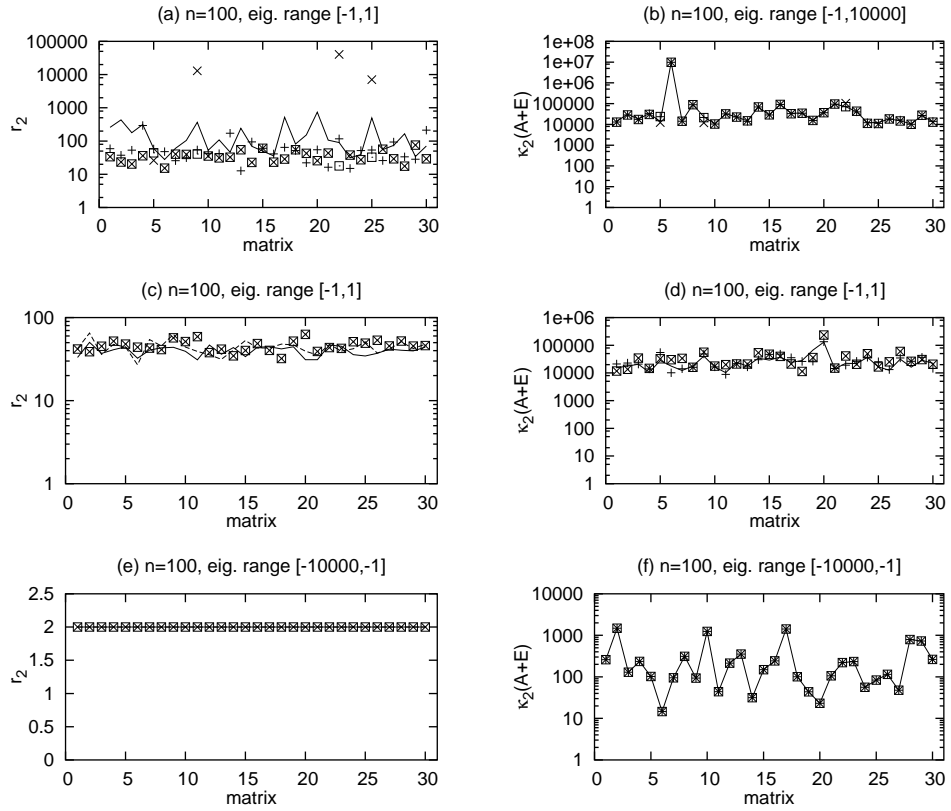 (a) n=100, eig. range [-1,1]
100000
10000
1000
100
10
1
r2
0 5 10 15 20 25 30
matrix
(b) n=100, eig. range [-1,10000]
1e+08
1e+07
1e+06
100000
10000
1000
100
10
1
κ2(A+E)
0 5 10 15 20 25 30
matrix
(c) n=100, eig. range [-1,1]
100
10
1
r2
0 5 10 15 20 25 30
matrix
(d) n=100, eig. range [-1,1]
1e+06
100000
10000
1000
100
10
1
κ2(A+E)
0 5 10 15 20 25 30
matrix
(e) n=100, eig. range [-10000,-1]
2.5
2
1.5
1
0.5
0
r2
0 5 10 15 20 25 30
matrix
(f) n=100, eig. range [-10000,-1]
10000
1000
100
10
1
κ2(A+E)
0 5 10 15 20 25 30
matrix